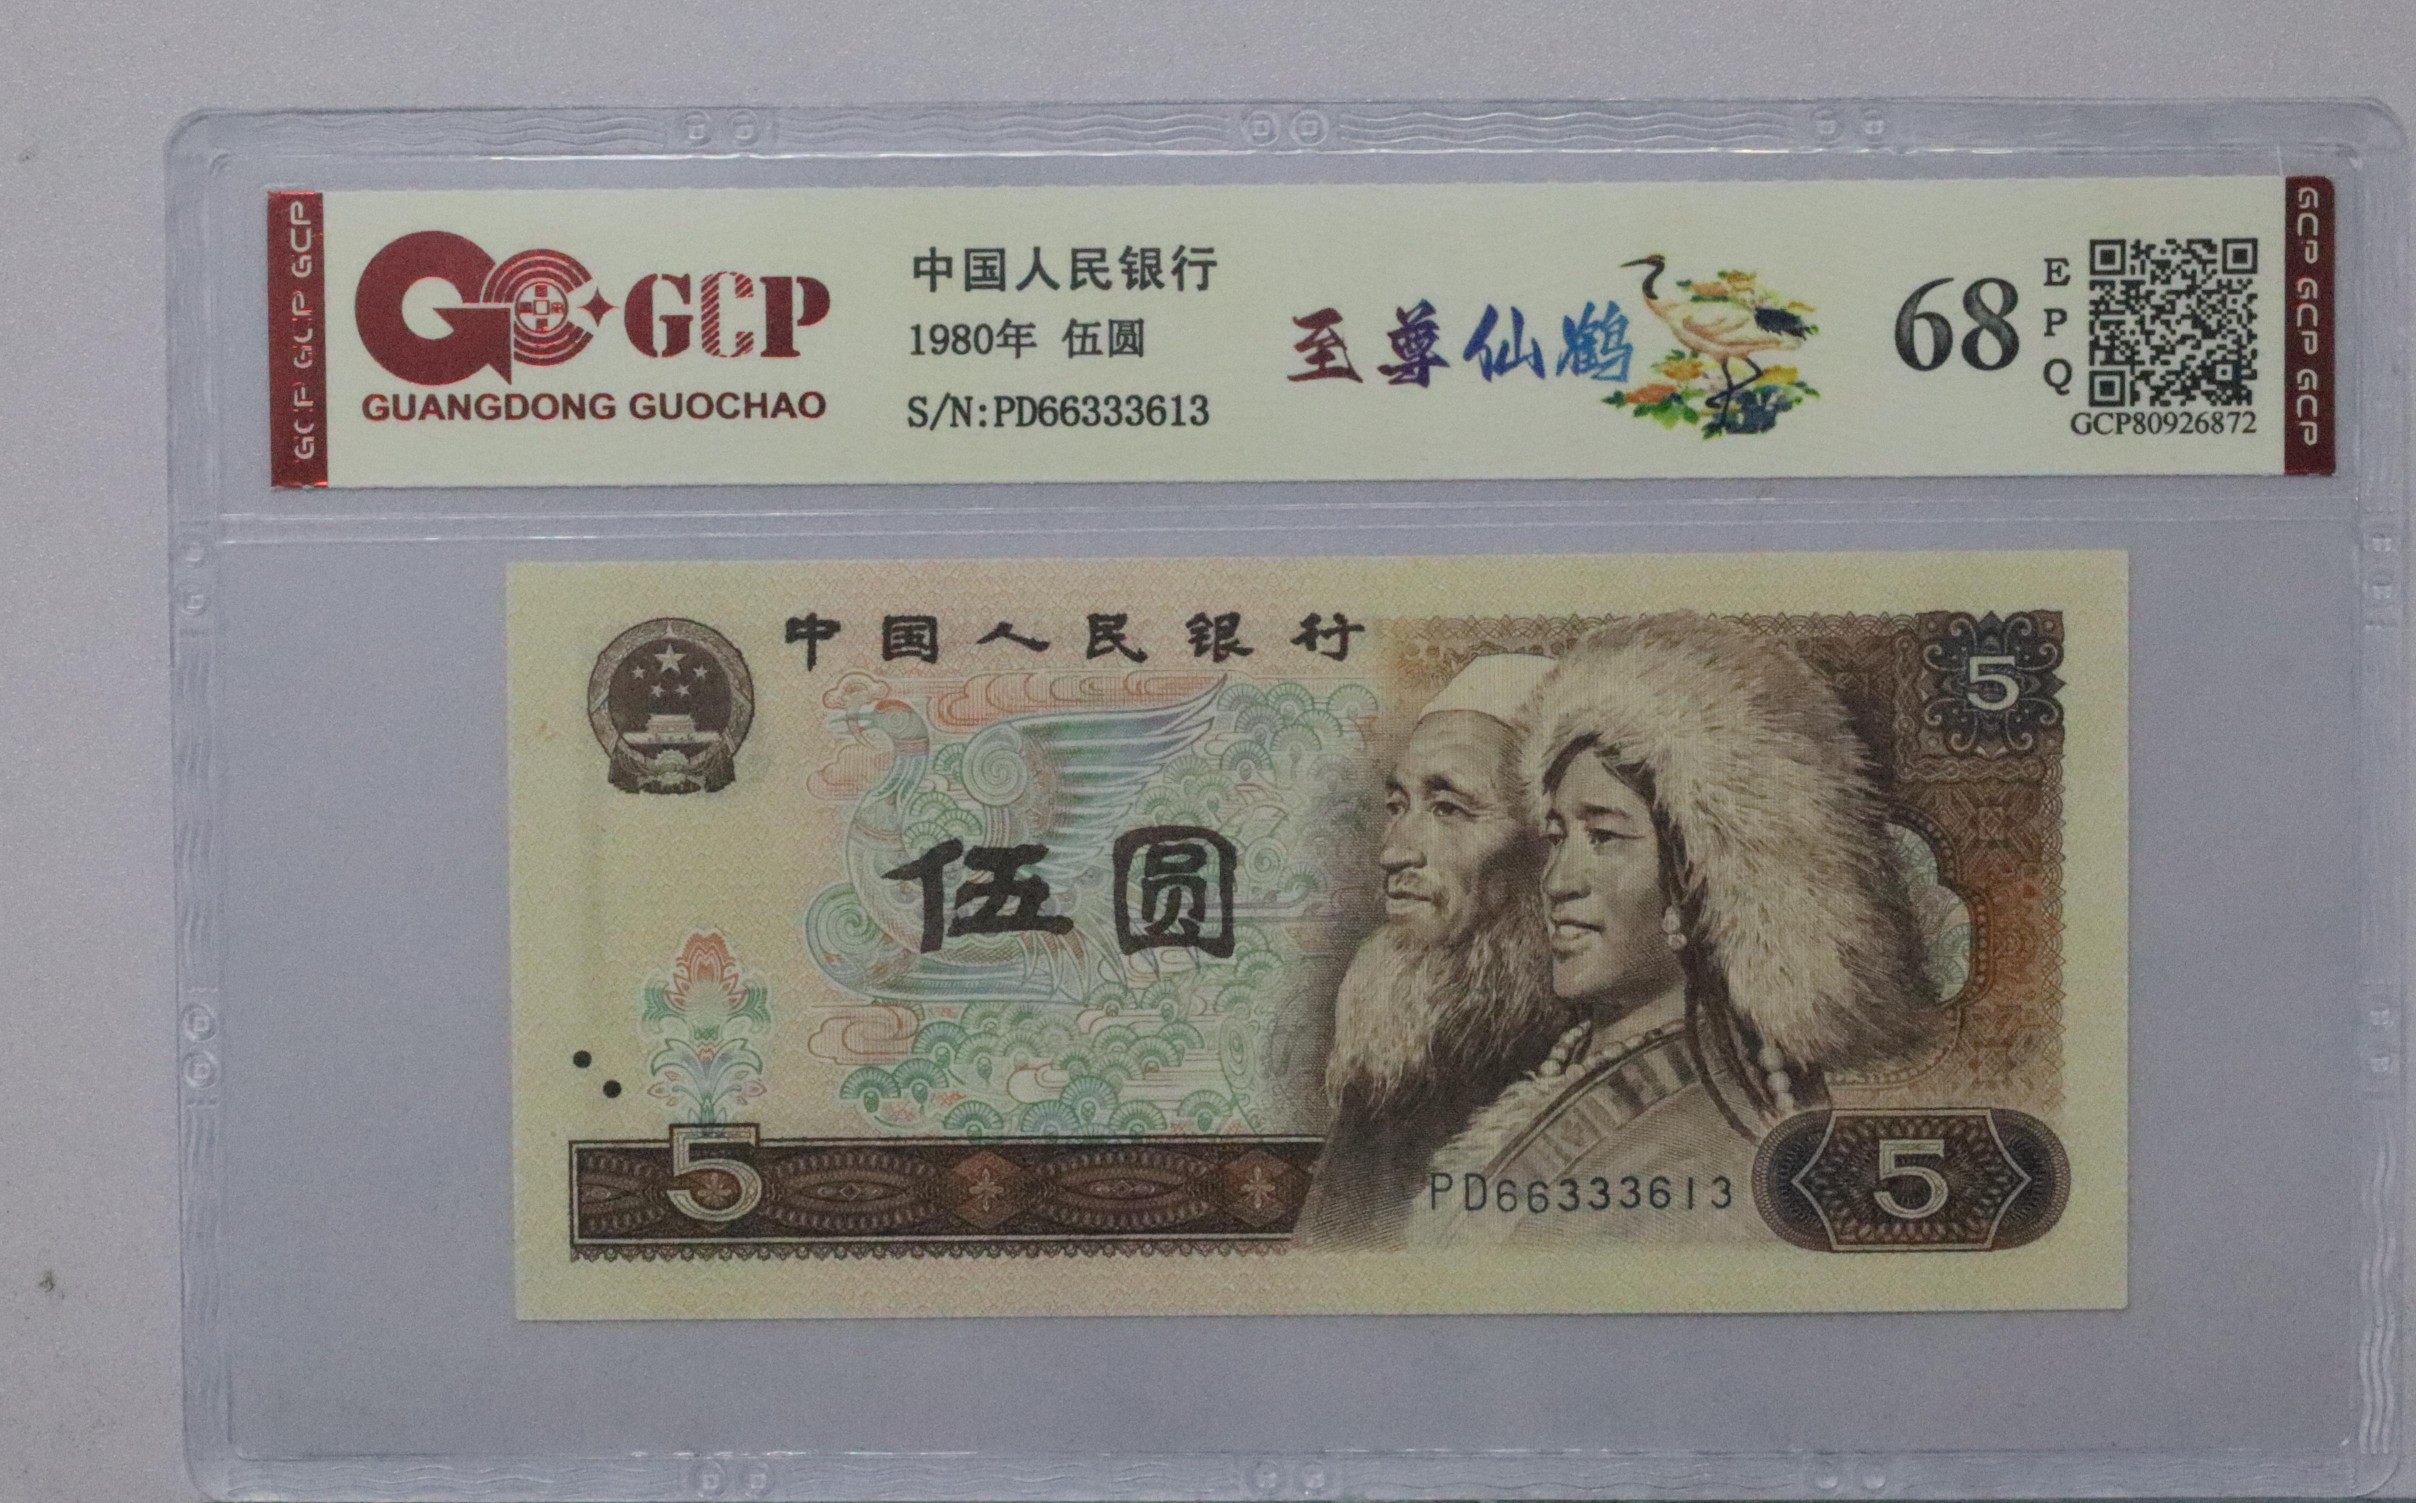 GCP GCP GCP
GCP
GUANGDONG GUOCHAO
中国人民银行
1980年 伍圆
S/N:PD66333613
至尊仙鹤
68
EPQ
GCP80926872
GCP GCP GCP
中国人民银行
5
伍圆
5
PD66333613
5